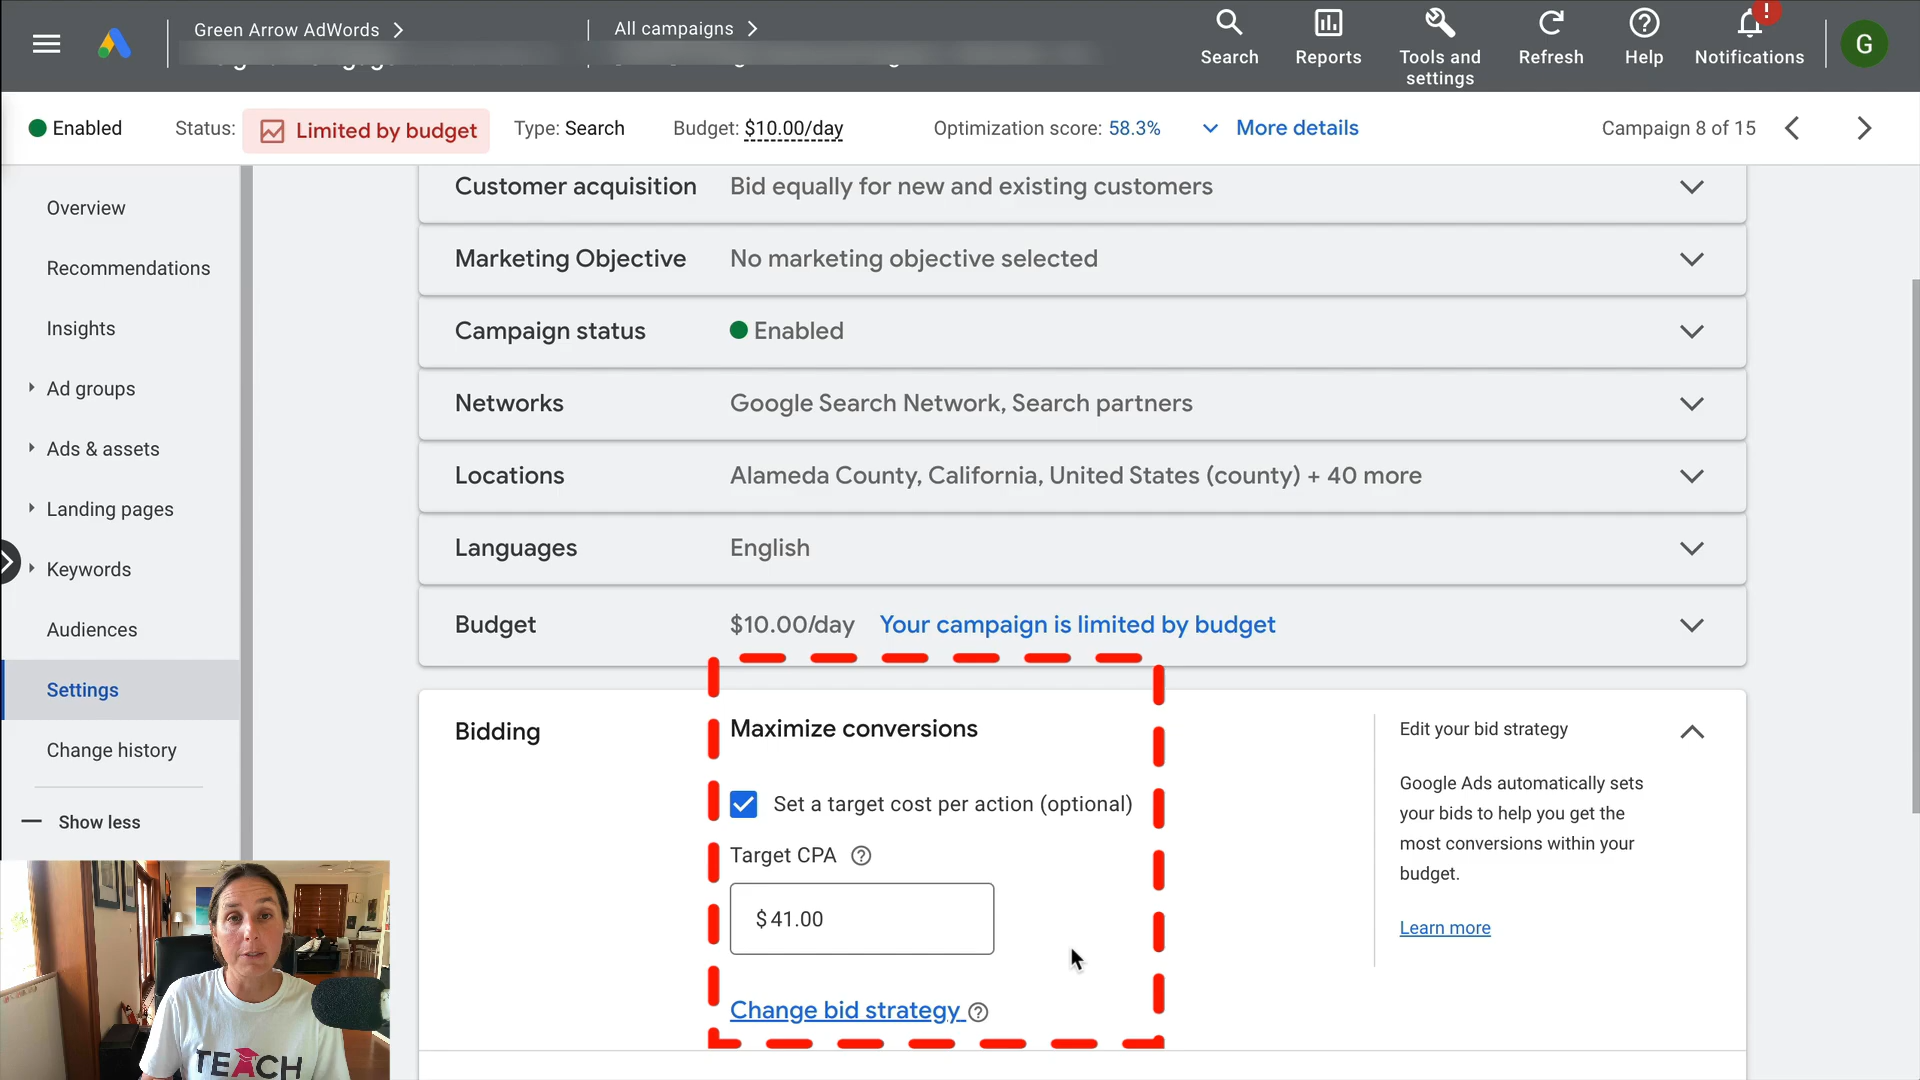 Green Arrow AdWords
All campaigns
Search
Reports
Tools and
settings
Refresh
Help
!
Notifications
G
Enabled
Status:
Limited by budget
Type: Search
Budget: $10.00/day
Optimization score: 58.3%
More details
Campaign 8 of 15
Overview
Recommendations
Insights
Ad groups
Ads & assets
Landing pages
Keywords
Audiences
Settings
Change history
Show less
Customer acquisition
Bid equally for new and existing customers
Marketing Objective
No marketing objective selected
Campaign status
Enabled
Networks
Google Search Network, Search partners
Locations
Alameda County, California, United States (county) + 40 more
Languages
English
Budget
$10.00/day Your campaign is limited by budget
Bidding
Maximize conversions
Set a target cost per action (optional)
Target CPA
$ 41.00
Change bid strategy
Edit your bid strategy
Google Ads automatically sets
your bids to help you get the
most conversions within your
budget.
Learn more
TEACH